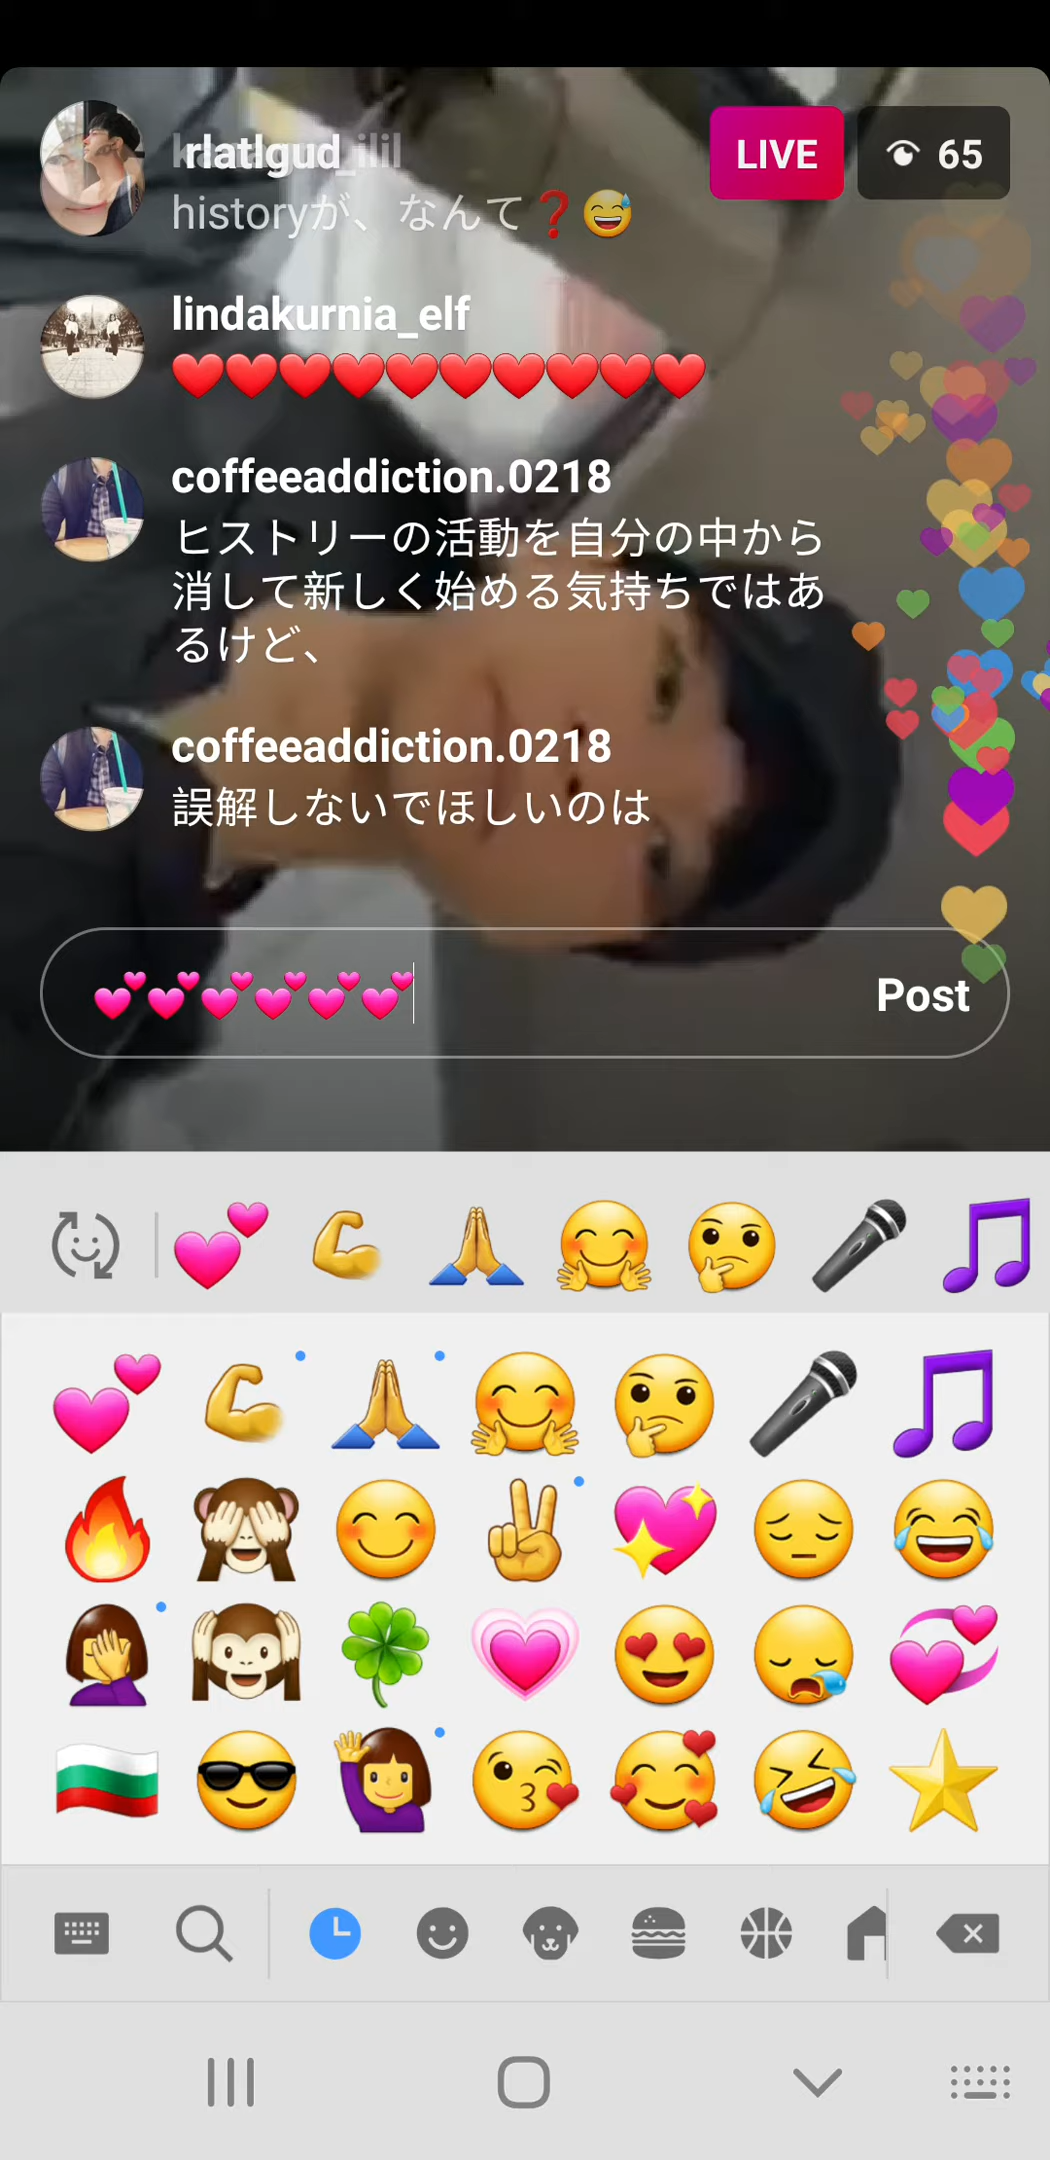 rlatlgud_ilil
LIVE
65
historyが、なんて❓😅
lindakurnia_elf
❤️❤️❤️❤️❤️❤️❤️❤️❤️❤️
coffeeaddiction.0218
ヒストリーの活動を自分の中から
消して新しく始める気持ちではあ
るけど、
coffeeaddiction.0218
誤解しないでほしいのは
💕💕💕💕💕💕
Post